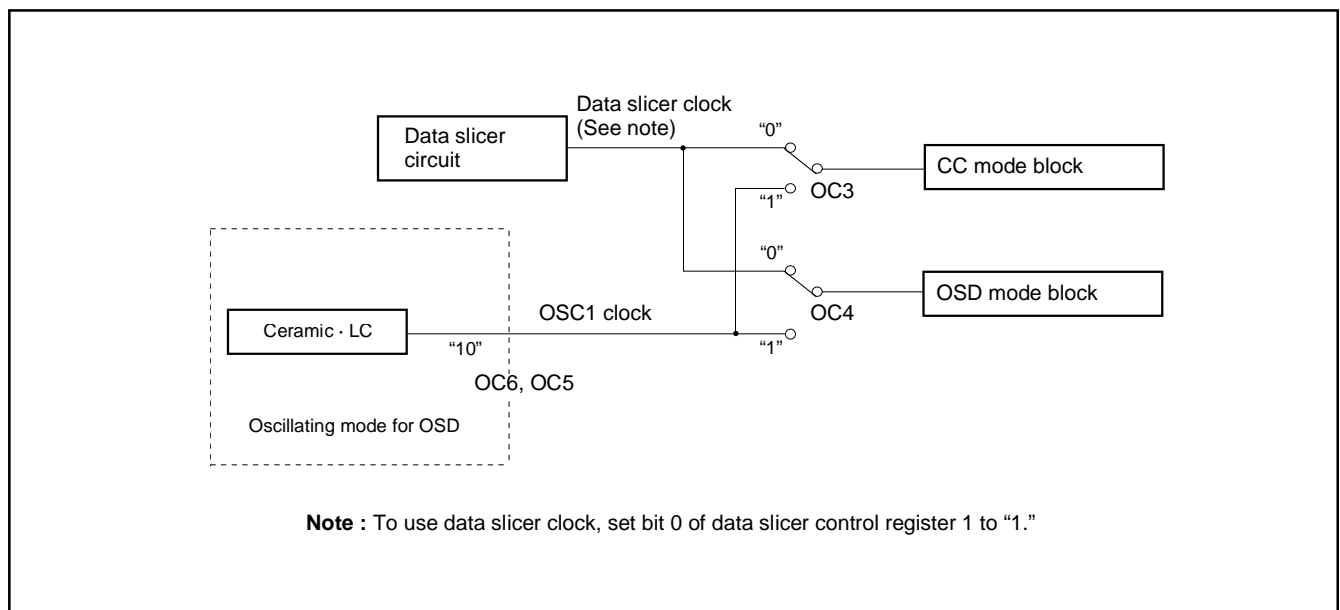 Data slicer clock
(See note)
Data slicer
circuit
“0”
CC mode block
“1”
OC3
“0”
OSD mode block
OC4
OSC1 clock
Ceramic · LC
“10”
“1”
OC6, OC5
Oscillating mode for OSD
Note : To use data slicer clock, set bit 0 of data slicer control register 1 to “1.”